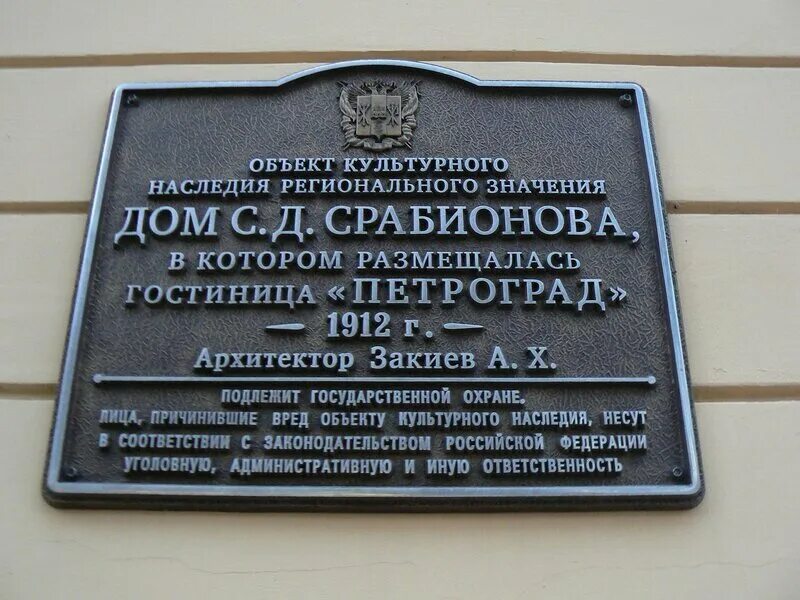 ОБЪЕКТ КУЛЬТУРНОГО
НАСЛЕДИЯ РЕГИОНАЛЬНОГО ЗНАЧЕНИЯ
ДОМ С. Д. СРАБИОНОВА,
В КОТОРОМ РАЗМЕЩАЛАСЬ
ГОСТИНИЦА «ПЕТРОГРАД»
— 1912 г. —
Архитектор Закиев А. Х.
ПОДЛЕЖИТ ГОСУДАРСТВЕННОЙ ОХРАНЕ.
ЛИЦА, ПРИЧИНИВШИЕ ВРЕД ОБЪЕКТУ КУЛЬТУРНОГО НАСЛЕДИЯ, НЕСУТ
В СООТВЕТСТВИИ С ЗАКОНОДАТЕЛЬСТВОМ РОССИЙСКОЙ ФЕДЕРАЦИИ
УГОЛОВНУЮ, АДМИНИСТРАТИВНУЮ И ИНУЮ ОТВЕТСТВЕННОСТЬ